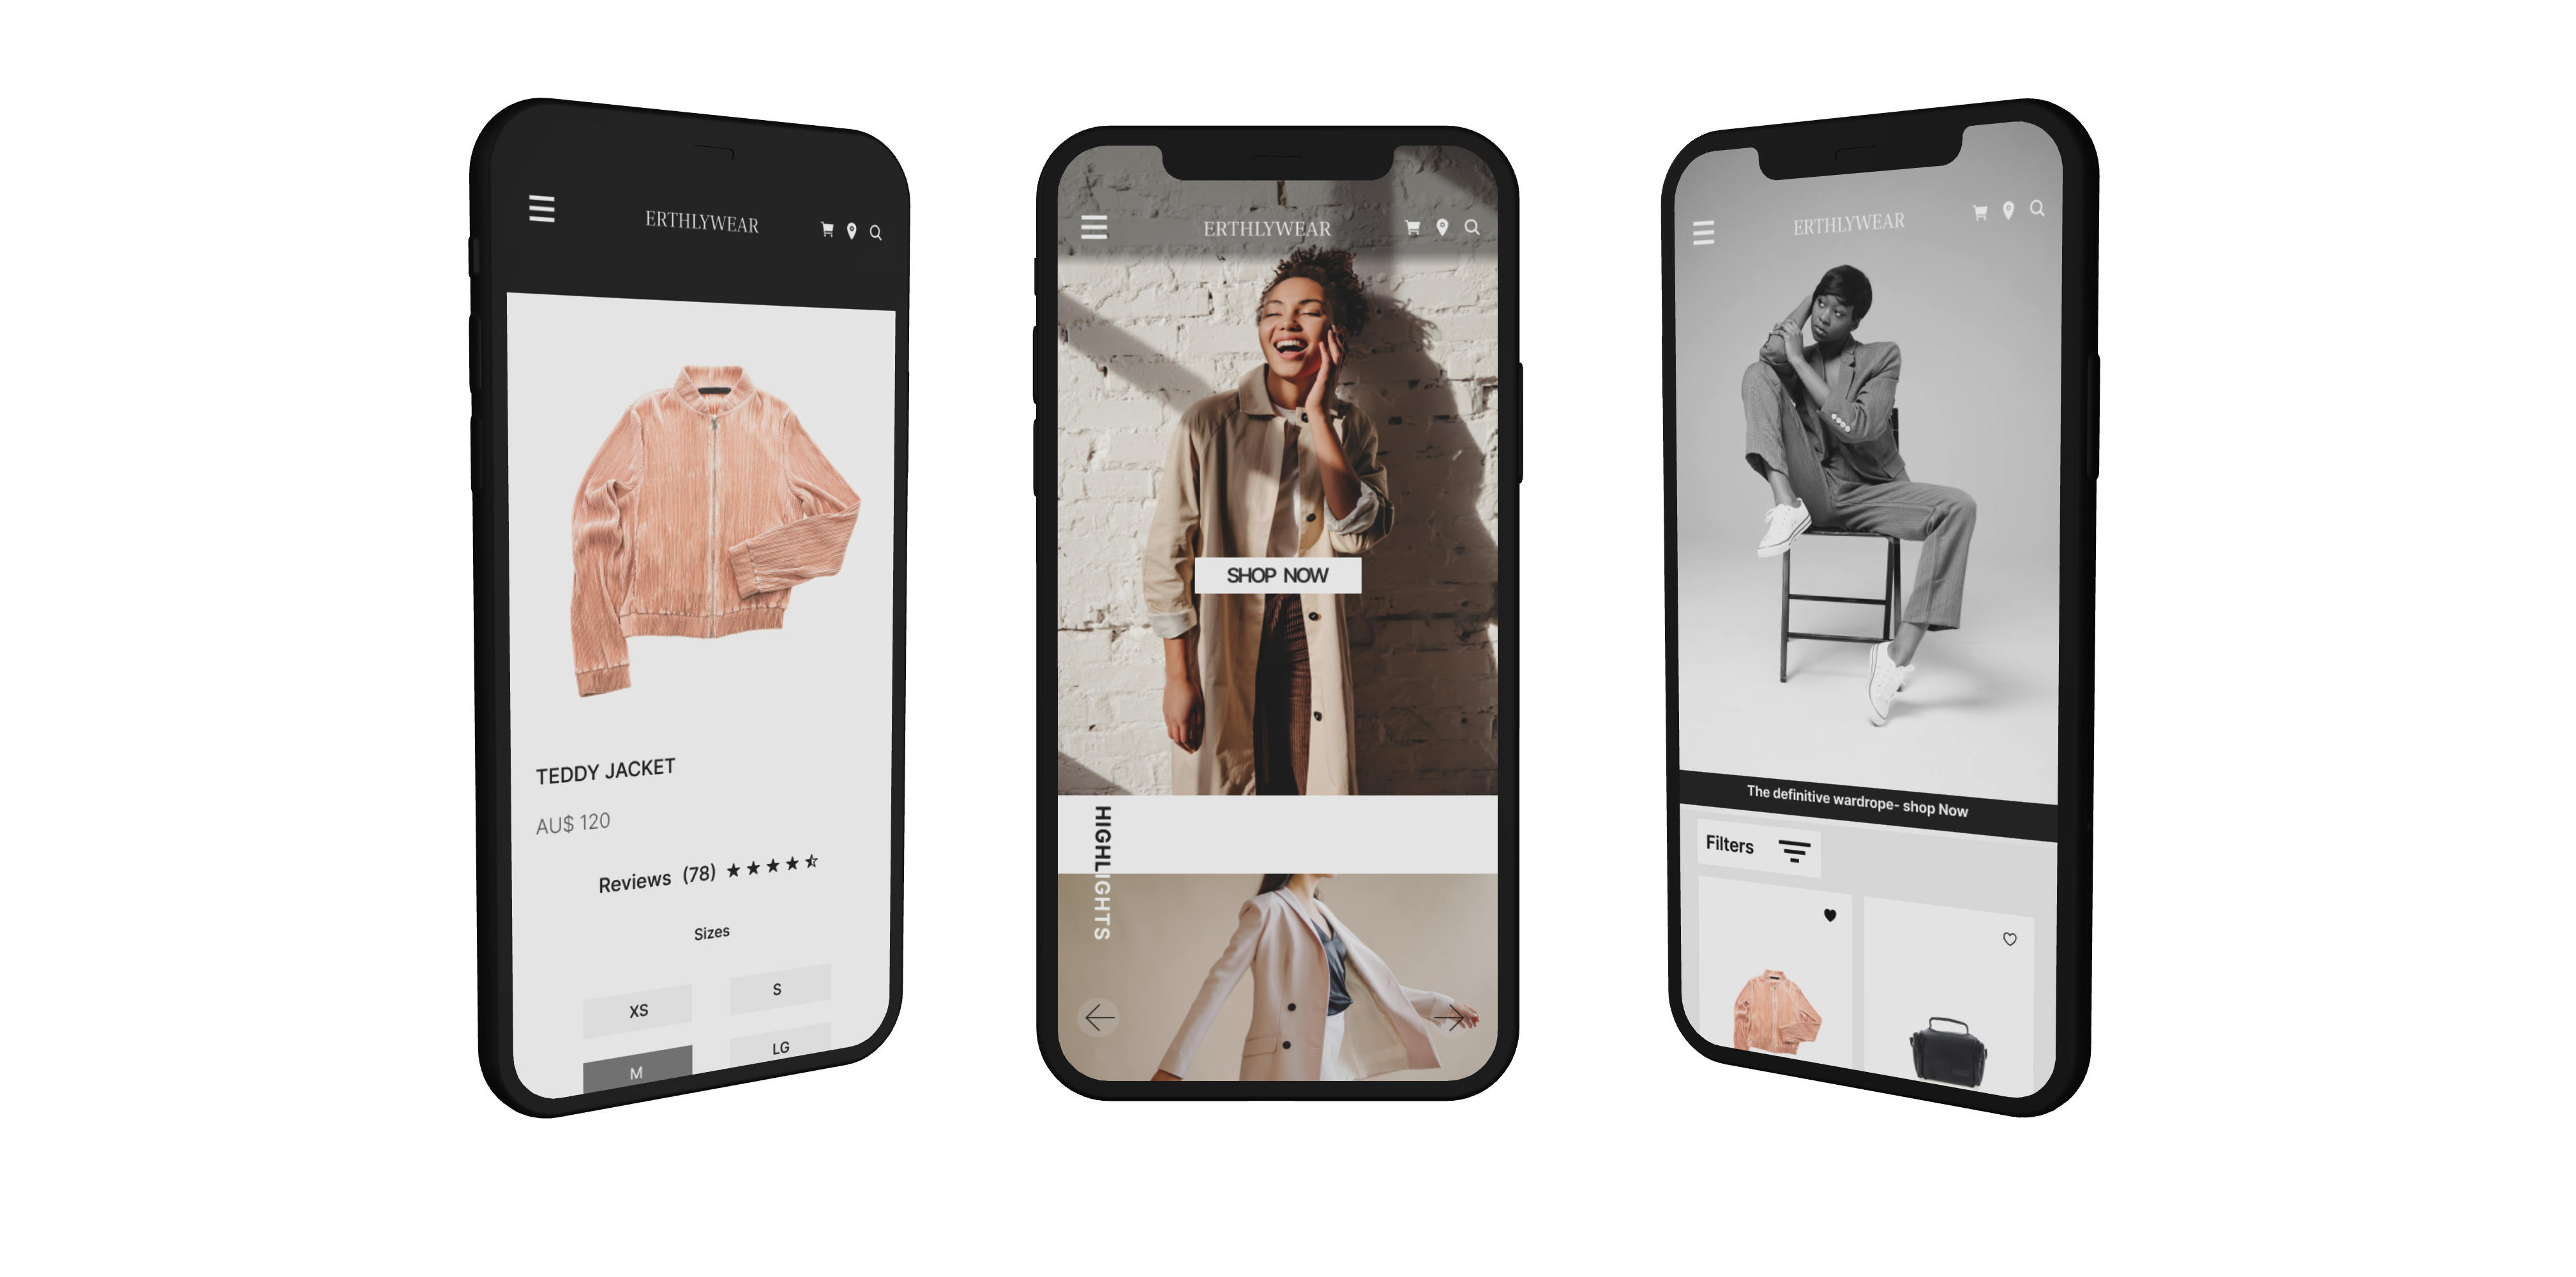 ERTHLYWEAR
TEDDY JACKET
AU$ 120
Reviews (78)
Sizes
XS
S
M
LG
ERTHLYWEAR
SHOP NOW
HIGHLIGHTS
ERTHLYWEAR
The definitive wardrope- shop Now
Filters